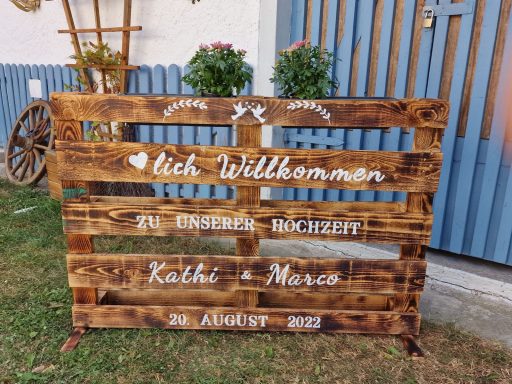 ♥lich Willkommen
ZU UNSERER HOCHZEIT
Kathi & Marco
20. AUGUST 2022